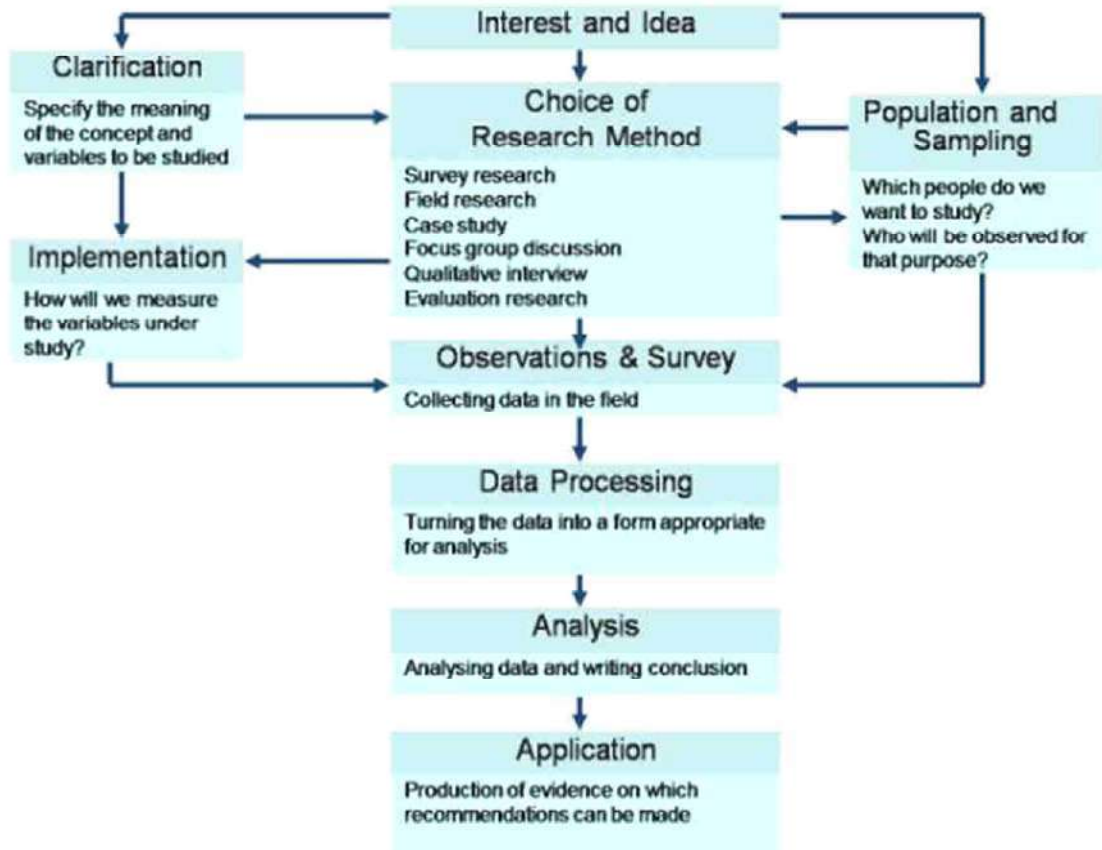 Interest and Idea
Clarification
Specify the meaning
of the concept and
variables to be studied
Choice of
Research Method
Survey research
Field research
Case study
Focus group discussion
Qualitative interview
Evaluation research
Population and
Sampling
Which people do we
want to study?
Who will be observed for
that purpose?
Implementation
How will we measure
the variables under
study?
Observations & Survey
Collecting data in the field
Data Processing
Turning the data into a form appropriate
for analysis
Analysis
Analysing data and writing conclusion
Application
Production of evidence on which
recommendations can be made